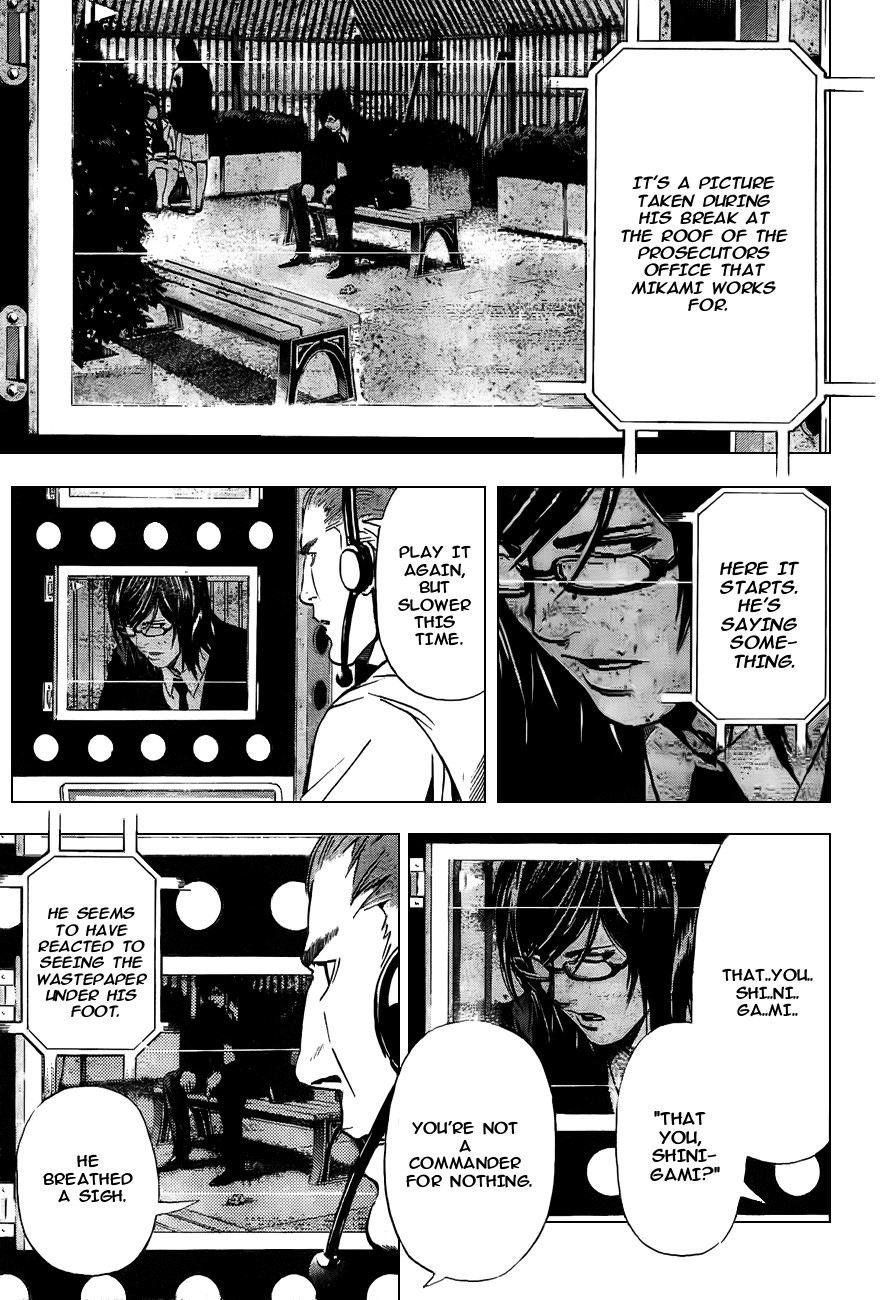 IT'S A PICTURE
TAKEN DURING
HIS BREAK AT
THE ROOF OF THE
PROSECUTORS
OFFICE THAT
MIKAMI WORKS
FOR.
HERE IT
STARTS.
HE'S
SAYING
SOME-
THING.
PLAY IT
AGAIN,
BUT
SLOWER
THIS
TIME.
THAT..YOU..
SHI..NI..
GA..MI..
"THAT
YOU,
SHINI-
GAMI?"
YOU'RE NOT
A
COMMANDER
FOR NOTHING.
HE SEEMS
TO HAVE
REACTED TO
SEEING THE
WASTEPAPER
UNDER HIS
FOOT.
HE
BREATHED
A SIGH.